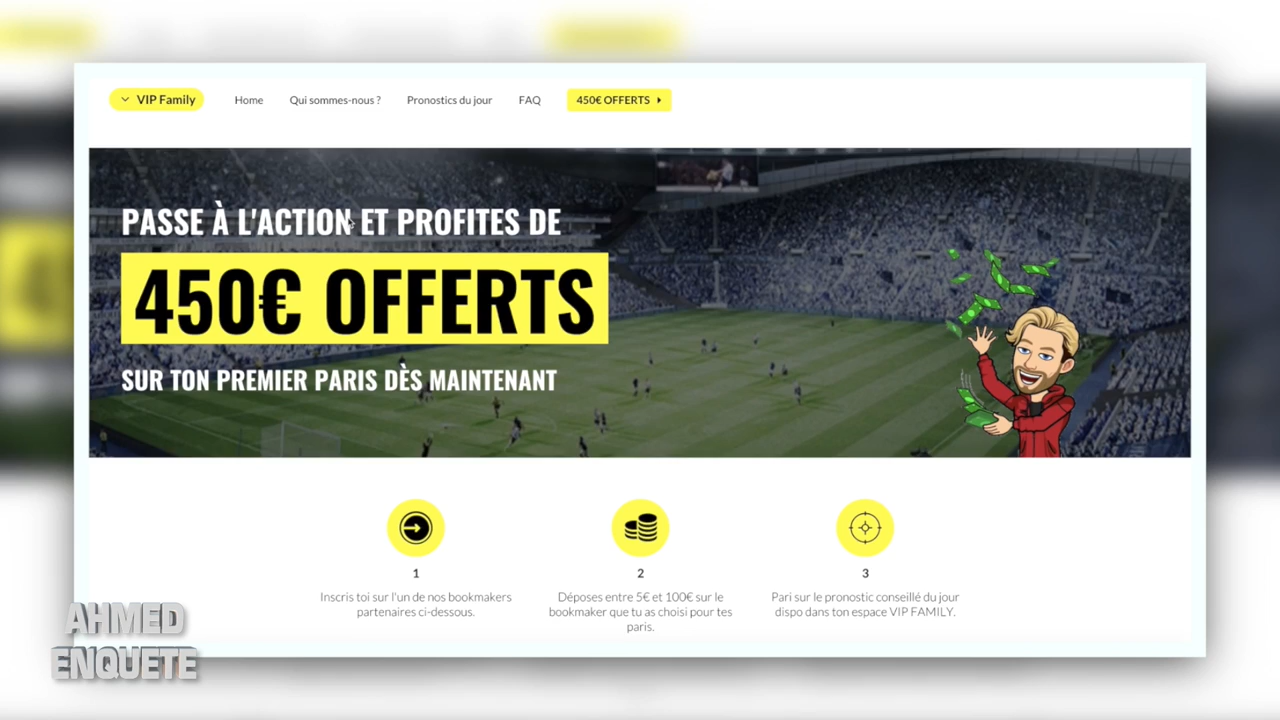 VIP Family
Home
Qui sommes-nous ?
Pronostics du jour
FAQ
450€ OFFERTS
PASSE À L'ACTION ET PROFITES DE
450€ OFFERTS
SUR TON PREMIER PARIS DÈS MAINTENANT
1
Inscris toi sur l'un de nos bookmakers
partenaires ci-dessous.
2
Déposes entre 5€ et 100€ sur le
bookmaker que tu as choisi pour tes
paris.
3
Pari sur le pronostic conseillé du jour
dispo dans ton espace VIP FAMILY.
AHMED
ENQUETE